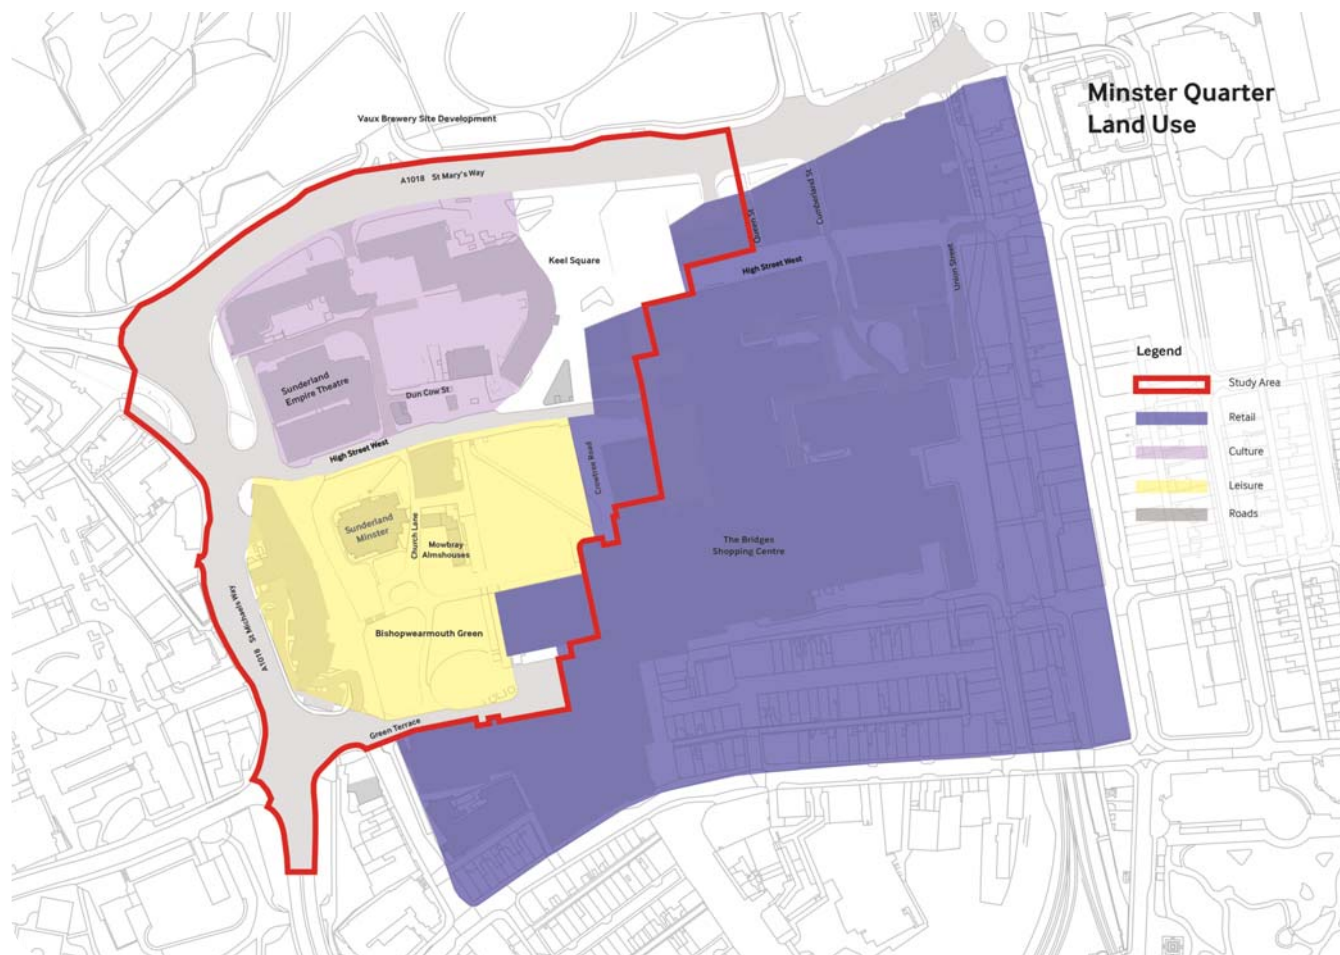 Minster Quarter
Land Use
Vaux Brewery Site Development
A1018 St Mary's Way
Queen St
Cumberland St.
Keel Square
High Street West
Union Street
Sunderland
Empire Theatre
Dun Cow St
High Street West
Crowtree Road
Sunderland
Minster
Church Lane
Mowbray
Almshouses
The Bridges
Shopping Centre
A1018 St Michaels Way
Bishopwearmouth Green
Green Terrace
Legend
Study Area
Retail
Culture
Leisure
Roads